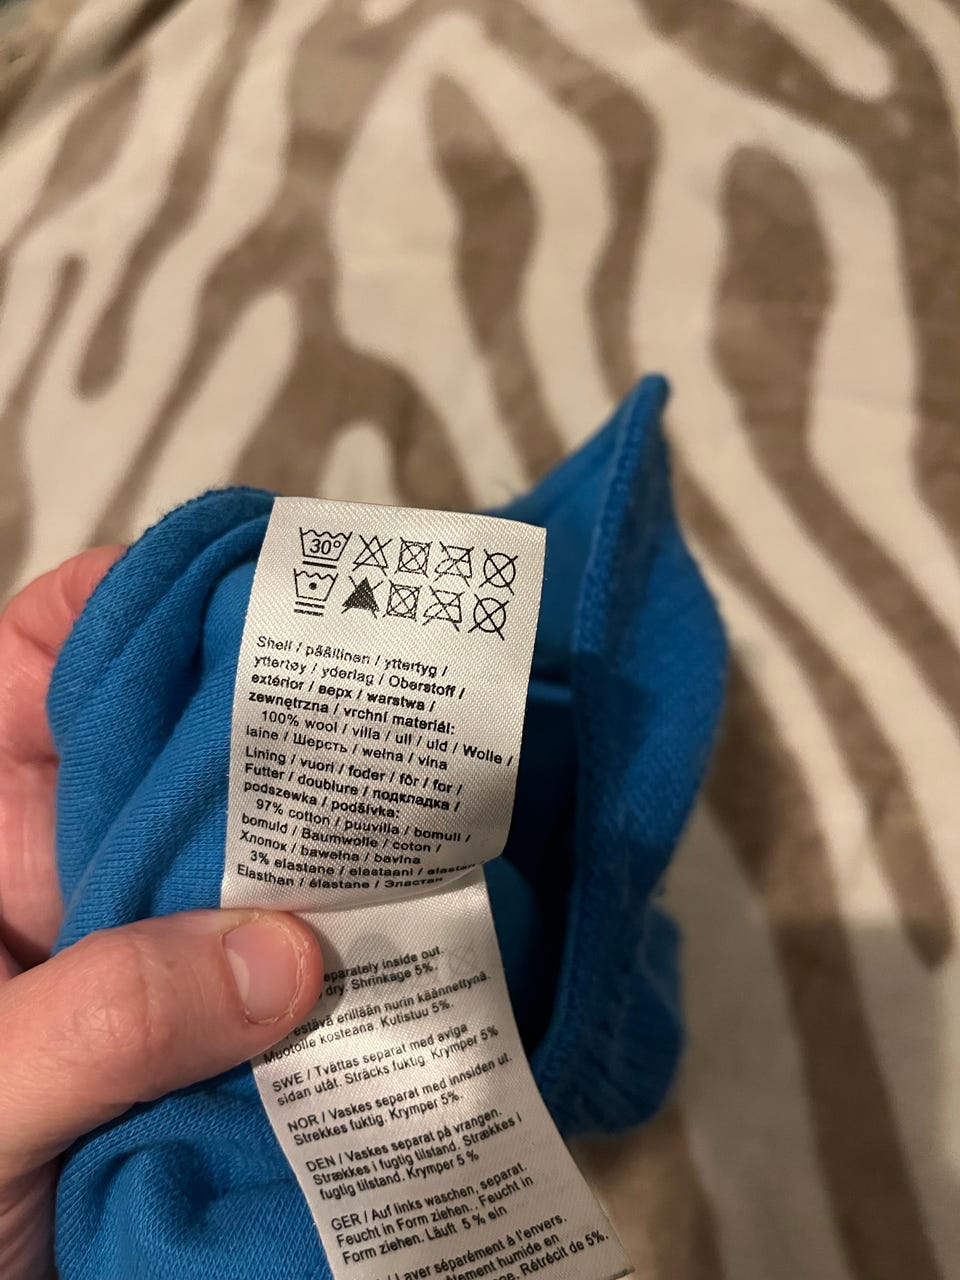 30°
Shell / päällinen / yttertyg /
yttertøy / yderlag / Oberstoff /
extérior / верх / warstwa /
zewnętrzna / vrchní materiál:
100% wool / villa / ull / uld / Wolle /
laine / Шерсть / wełna / vlna
Lining / vuori / foder / fôr / for /
Futter / doublure / подкладка /
podszewka / podšívka:
97% cotton / puuvilla / bomull /
bomuld / Baumwolle / coton /
Хлопок / bawełna / bavlna
3% elastane / elastaani / elastan
Elasthan / élastane / Эластан
eparately inside out.
dry. Shrinkage 5%.
estävä erillään nurin käännettynä.
Muotoile kosteana. Kutistuu 5%.
SWE / Tvättas separat med aviga
sidan utåt. Sträcks fuktig. Krymper 5%
NOR / Vaskes separat med innsiden ut.
Strekkes fuktig. Krymper 5%.
DEN / Vaskes separat på vrangen.
Strækkes i fugtig tilstand. Strækkes i
fugtig tilstand. Krymper 5 %
GER / Auf links waschen, separat.
Feucht in Form ziehen.. Feucht in
Form ziehen. Läuft 5 % ein
/ Laver séparément à l'envers.
lement humide en
. Rétrécit de 5%.